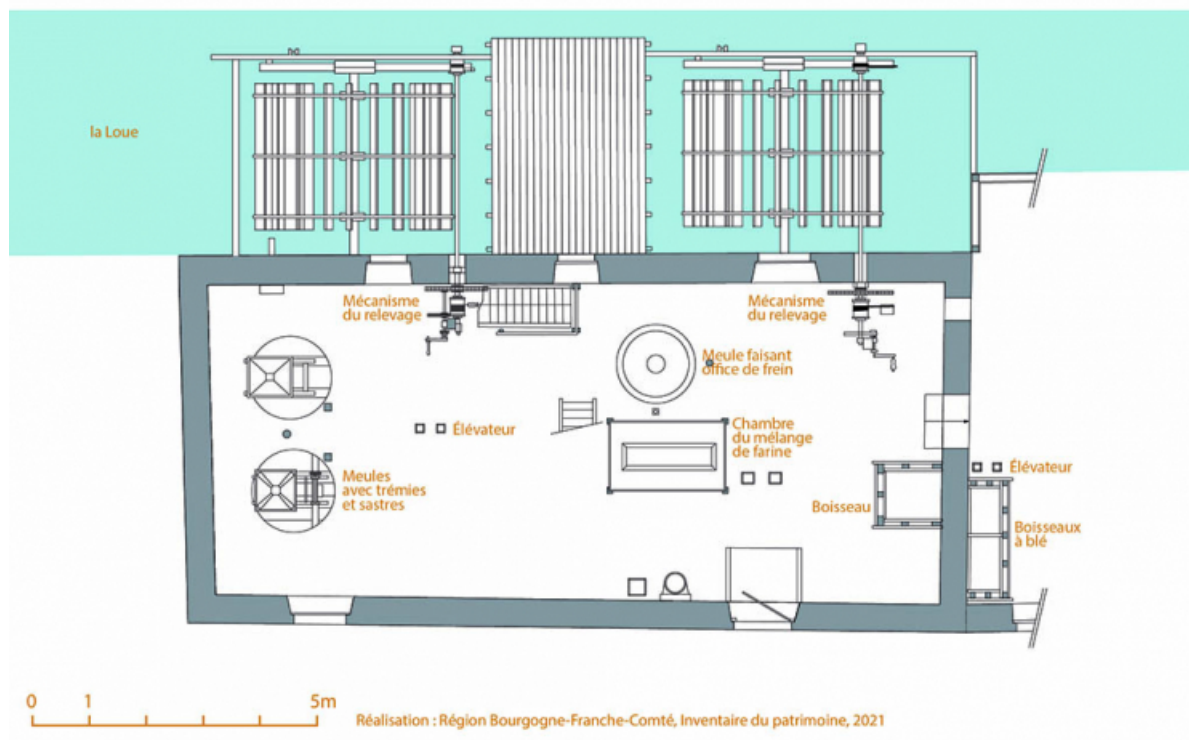 la Loue
Mécanisme
du relevage
Mécanisme
du relevage
Meule faisant
office de frein
Élévateur
Chambre
du mélange
de farine
Meules
avec trémies
et sastres
Boisseau
Élévateur
Boisseaux
à blé
0 1 5m
Réalisation : Région Bourgogne-Franche-Comté, Inventaire du patrimoine, 2021